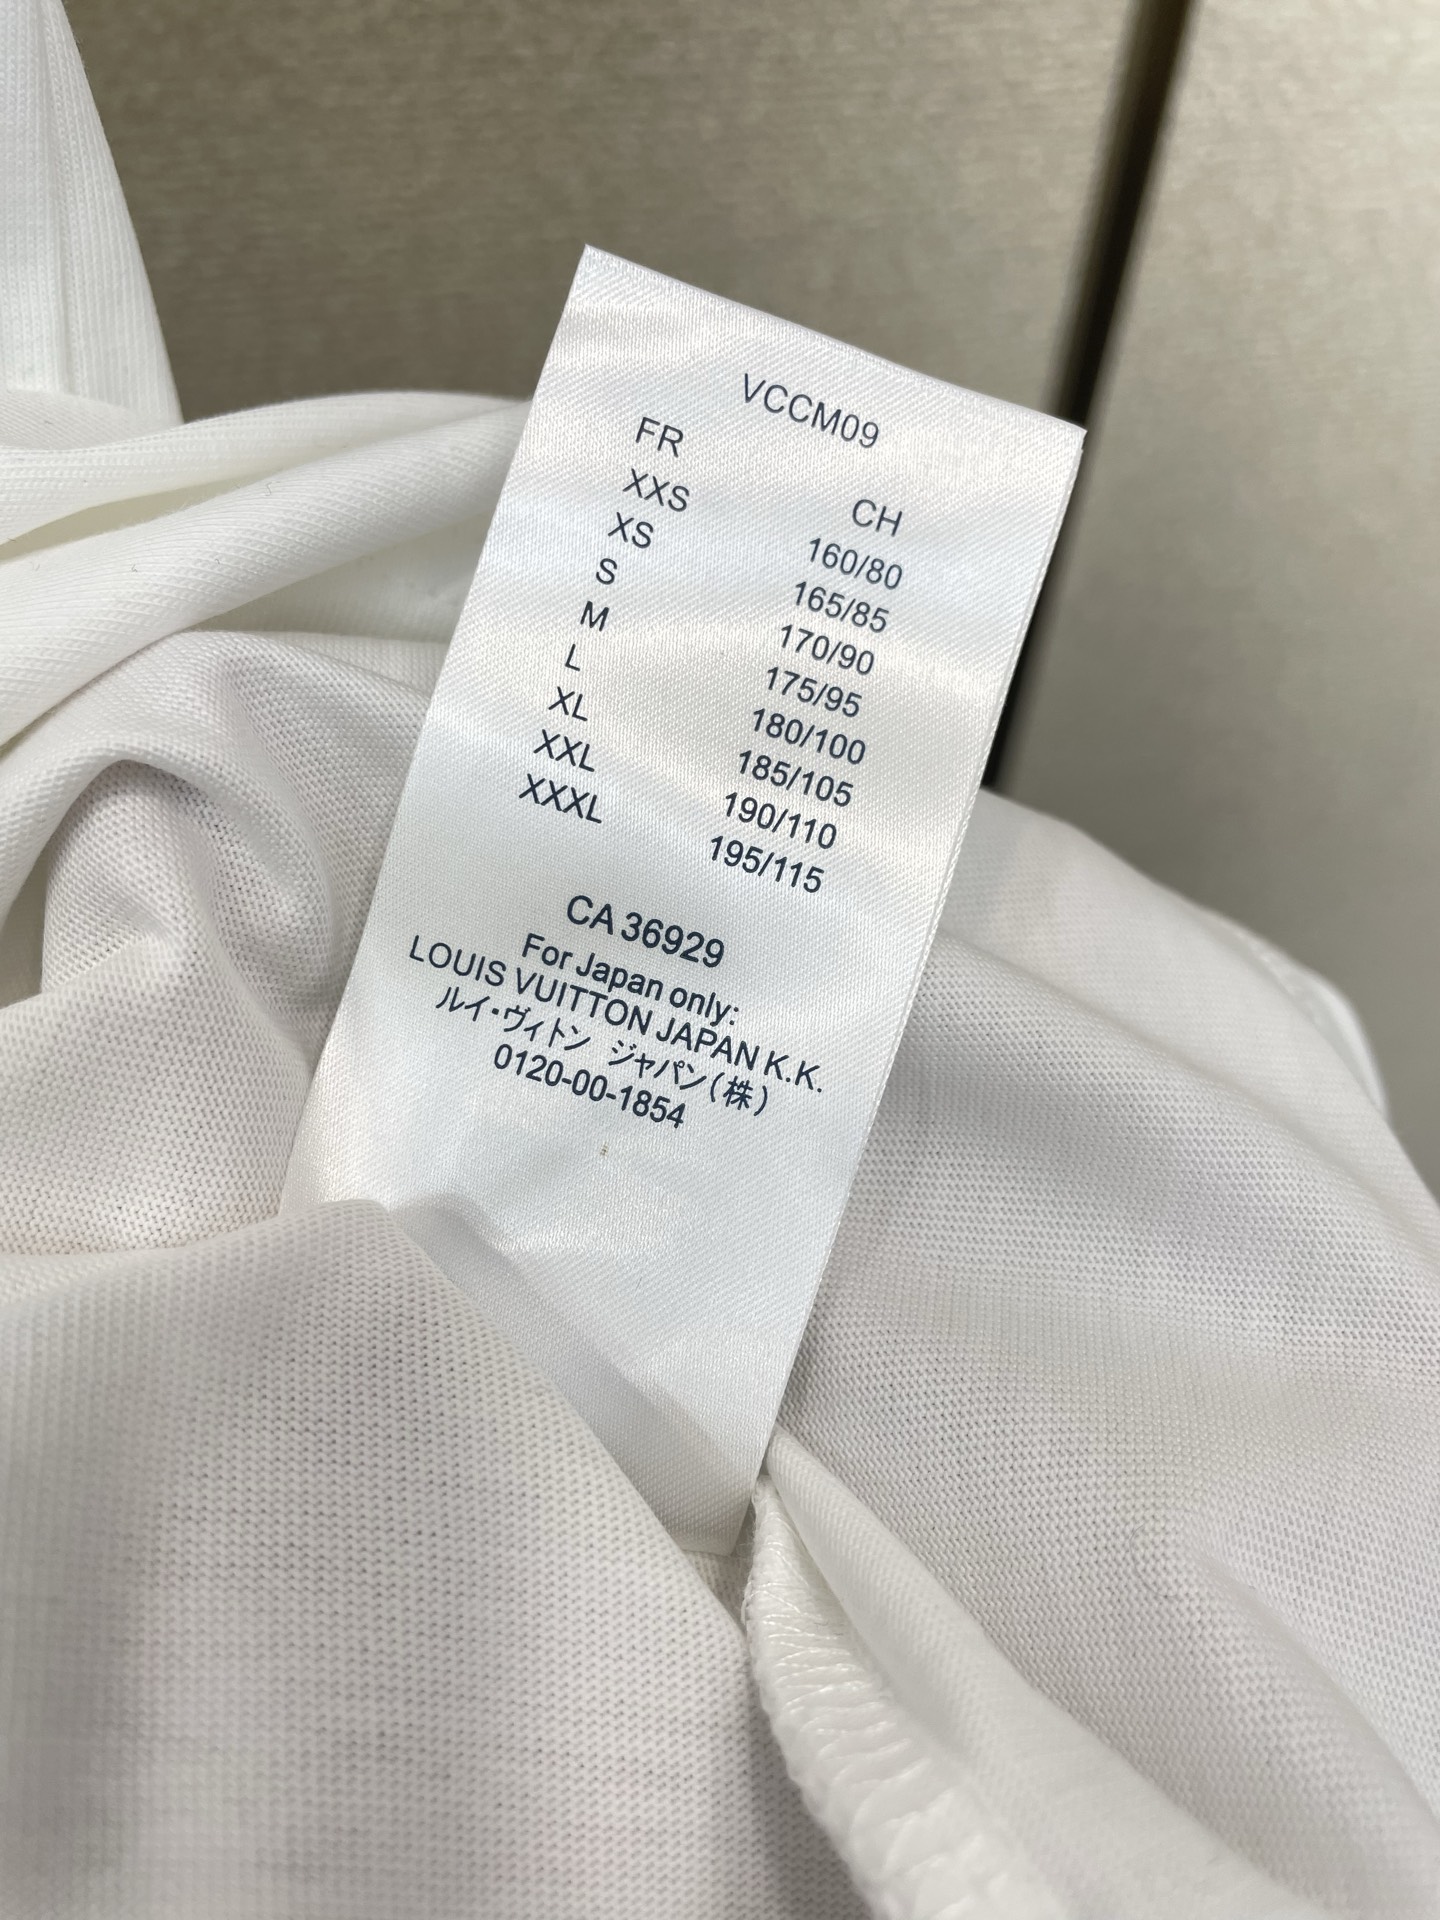 VCCM09
FR CH
XXS 160/80
XS 165/85
S 170/90
M 175/95
L 180/100
XL 185/105
XXL 190/110
XXXL 195/115
CA 36929
For Japan only:
LOUIS VUITTON JAPAN K.K.
ルイ・ヴィトン ジャパン(株)
0120-00-1854